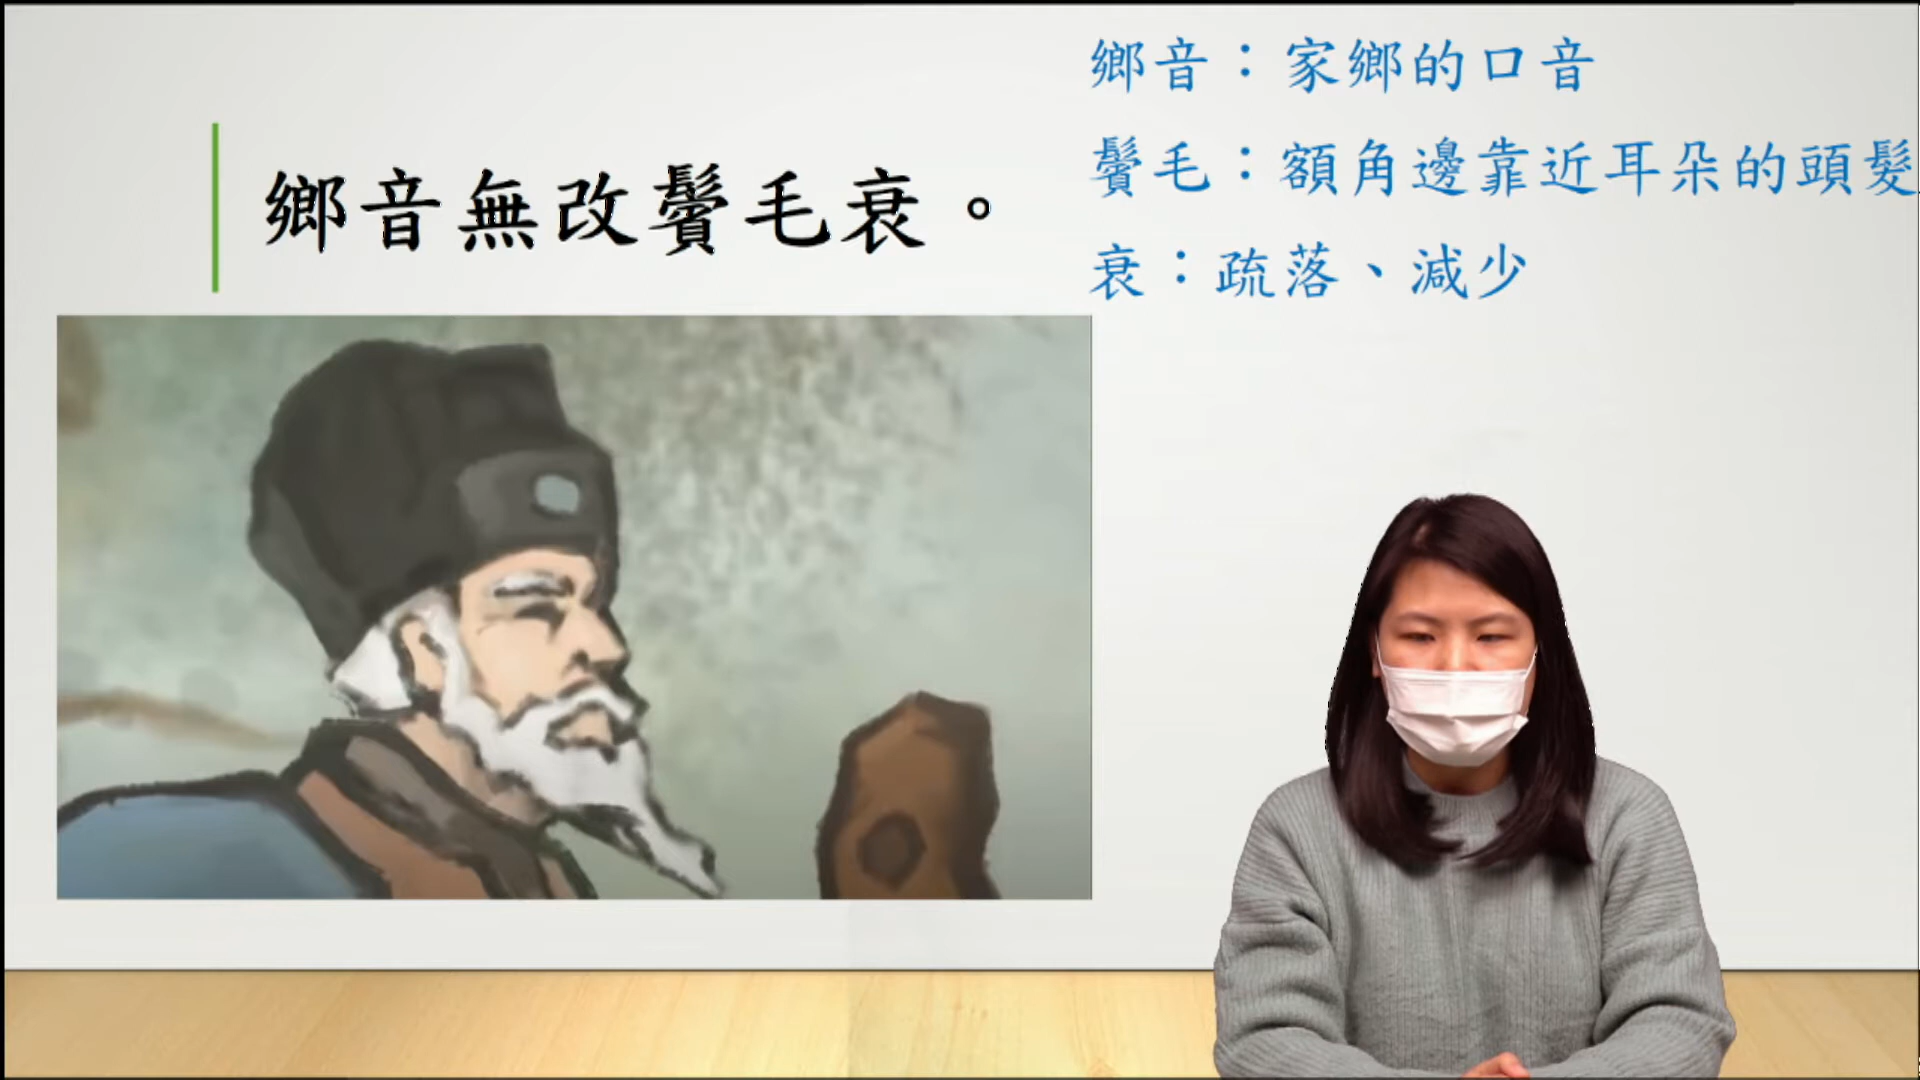 鄉音無改鬢毛衰。
鄉音：家鄉的口音
鬢毛：額角邊靠近耳朵的頭髮
衰：疏落、減少